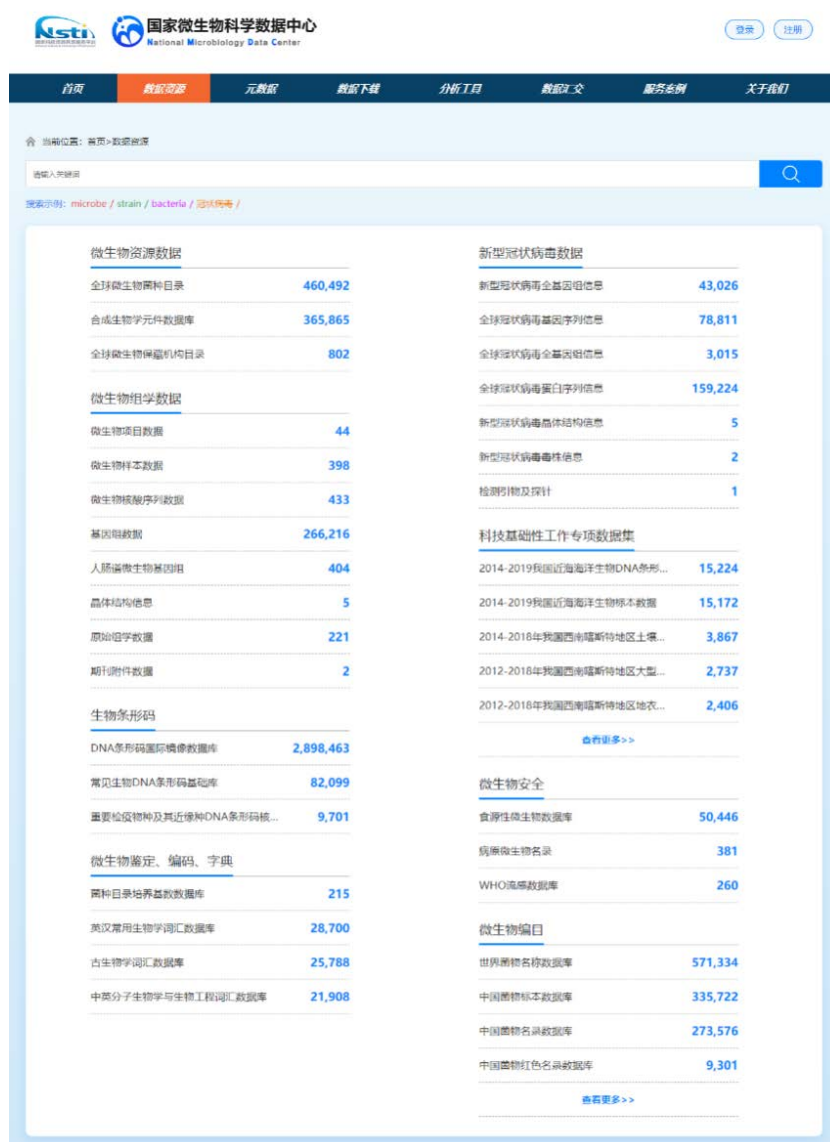 Nsti
国家微生物科学数据中心
National Microbiology Data Center
登录 注册
首页 数据资源 元数据 数据下载 分析工具 数据汇交 服务案例 关于我们
当前位置：首页>数据资源
请输入关键词
搜索示例：microbe / strain / bacteria / 冠状病毒 /
微生物资源数据
全球微生物菌种目录 460,492
合成生物学元件数据库 365,865
全球微生物保藏机构目录 802
微生物组学数据
微生物项目数据 44
微生物样本数据 398
微生物核酸序列数据 433
基因组数据 266,216
人肠道微生物基因组 404
晶体结构信息 5
原始组学数据 221
期刊附件数据 2
生物条形码
DNA条形码国际镜像数据库 2,898,463
常见生物DNA条形码基础库 82,099
重要检疫物种及其近缘种DNA条形码核... 9,701
微生物鉴定、编码、字典
菌种目录培养基数数据库 215
英汉常用生物学词汇数据库 28,700
古生物学词汇数据库 25,788
中英分子生物学与生物工程词汇数据库 21,908
新型冠状病毒数据
新型冠状病毒全基因组信息 43,026
全球冠状病毒基因序列信息 78,811
全球冠状病毒全基因组信息 3,015
全球冠状病毒蛋白序列信息 159,224
新型冠状病毒晶体结构信息 5
新型冠状病毒毒株信息 2
检测引物及探针 1
科技基础性工作专项数据集
2014-2019我国近海海洋生物DNA条形... 15,224
2014-2019我国近海海洋生物标本数据 15,172
2014-2018年我国西南喀斯特地区土壤... 3,867
2012-2018年我国西南喀斯特地区大型... 2,737
2012-2018年我国西南喀斯特地区地衣... 2,406
查看更多>>
微生物安全
食源性微生物数据库 50,446
病原微生物名录 381
WHO流感数据库 260
微生物编目
世界菌物名称数据库 571,334
中国菌物标本数据库 335,722
中国菌物名录数据库 273,576
中国菌物红色名录数据库 9,301
查看更多>>